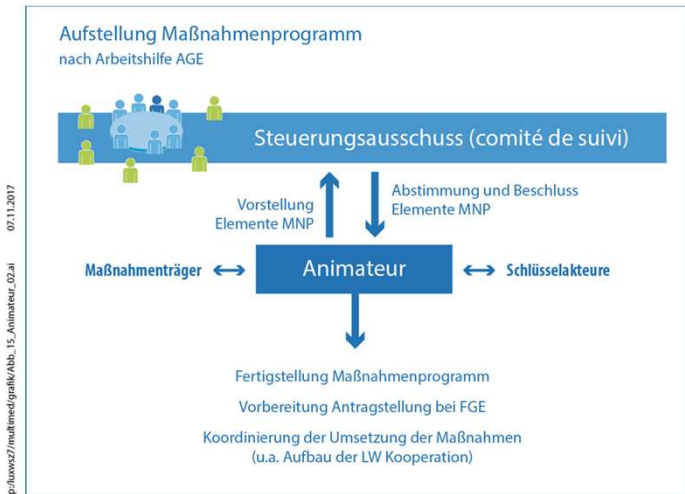 Aufstellung Maßnahmenprogramm
nach Arbeitshilfe AGE
Steuerungsausschuss (comité de suivi)
Vorstellung
Elemente MNP
Abstimmung und Beschluss
Elemente MNP
Maßnahmenträger
Animateur
Schlüsselakteure
Fertigstellung Maßnahmenprogramm
Vorbereitung Antragstellung bei FGE
Koordinierung der Umsetzung der Maßnahmen
(u.a. Aufbau der LW Kooperation)
p:/luxwsz7/multimed/grafik/Abb_15_Animateur_02.ai 07.11.2017